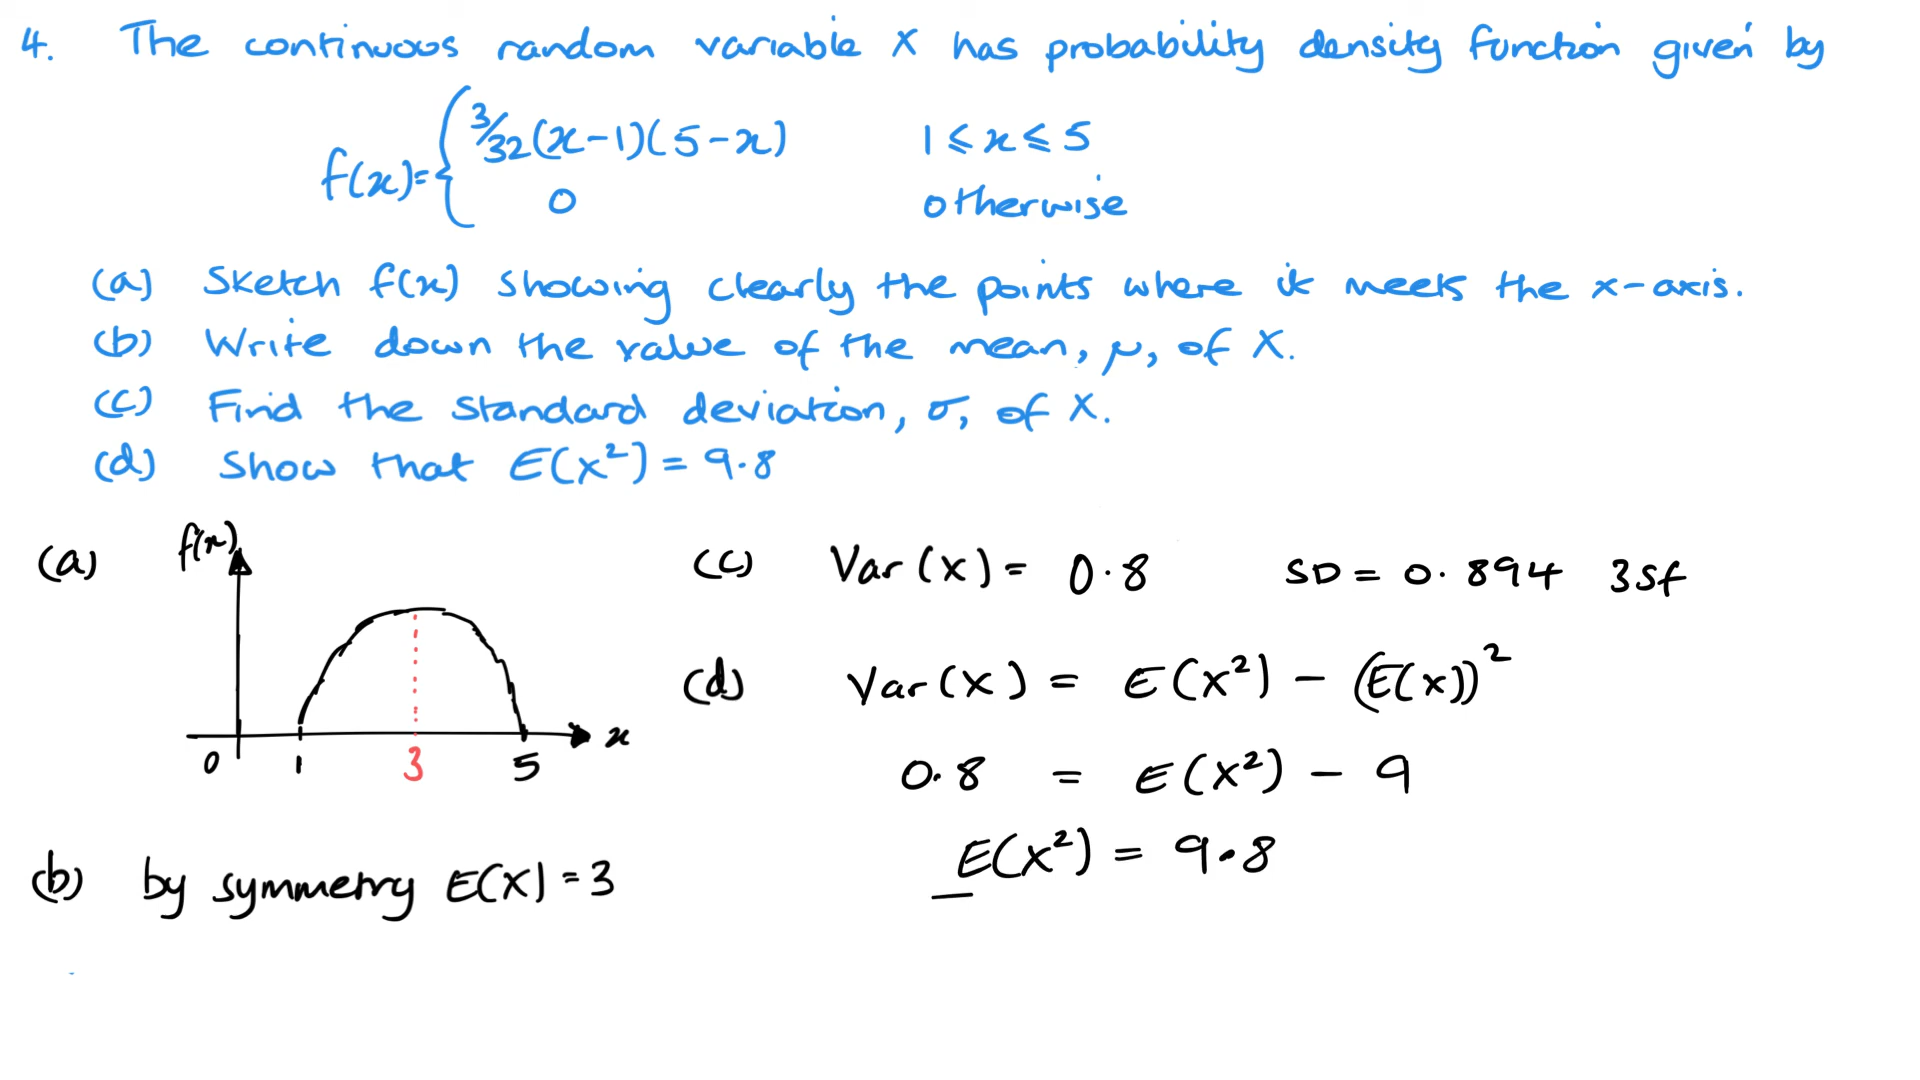 4. The continuous random variable X has probability density function given by
f(x)= { 3/32(x-1)(5-x) 1 ⩽ x ⩽ 5
0 otherwise
(a) Sketch f(x) showing clearly the points where it meets the x-axis.
(b) Write down the value of the mean, μ, of X.
(c) Find the standard deviation, σ, of X.
(d) Show that E(X²) = 9.8
(a) f(x)
x
0 1 3 5
(b) by symmetry E(X) = 3
(c) Var(X) = 0.8 SD = 0.894 3sf
(d) Var(X) = E(X²) - (E(X))²
0.8 = E(X²) - 9
E(X²) = 9.8